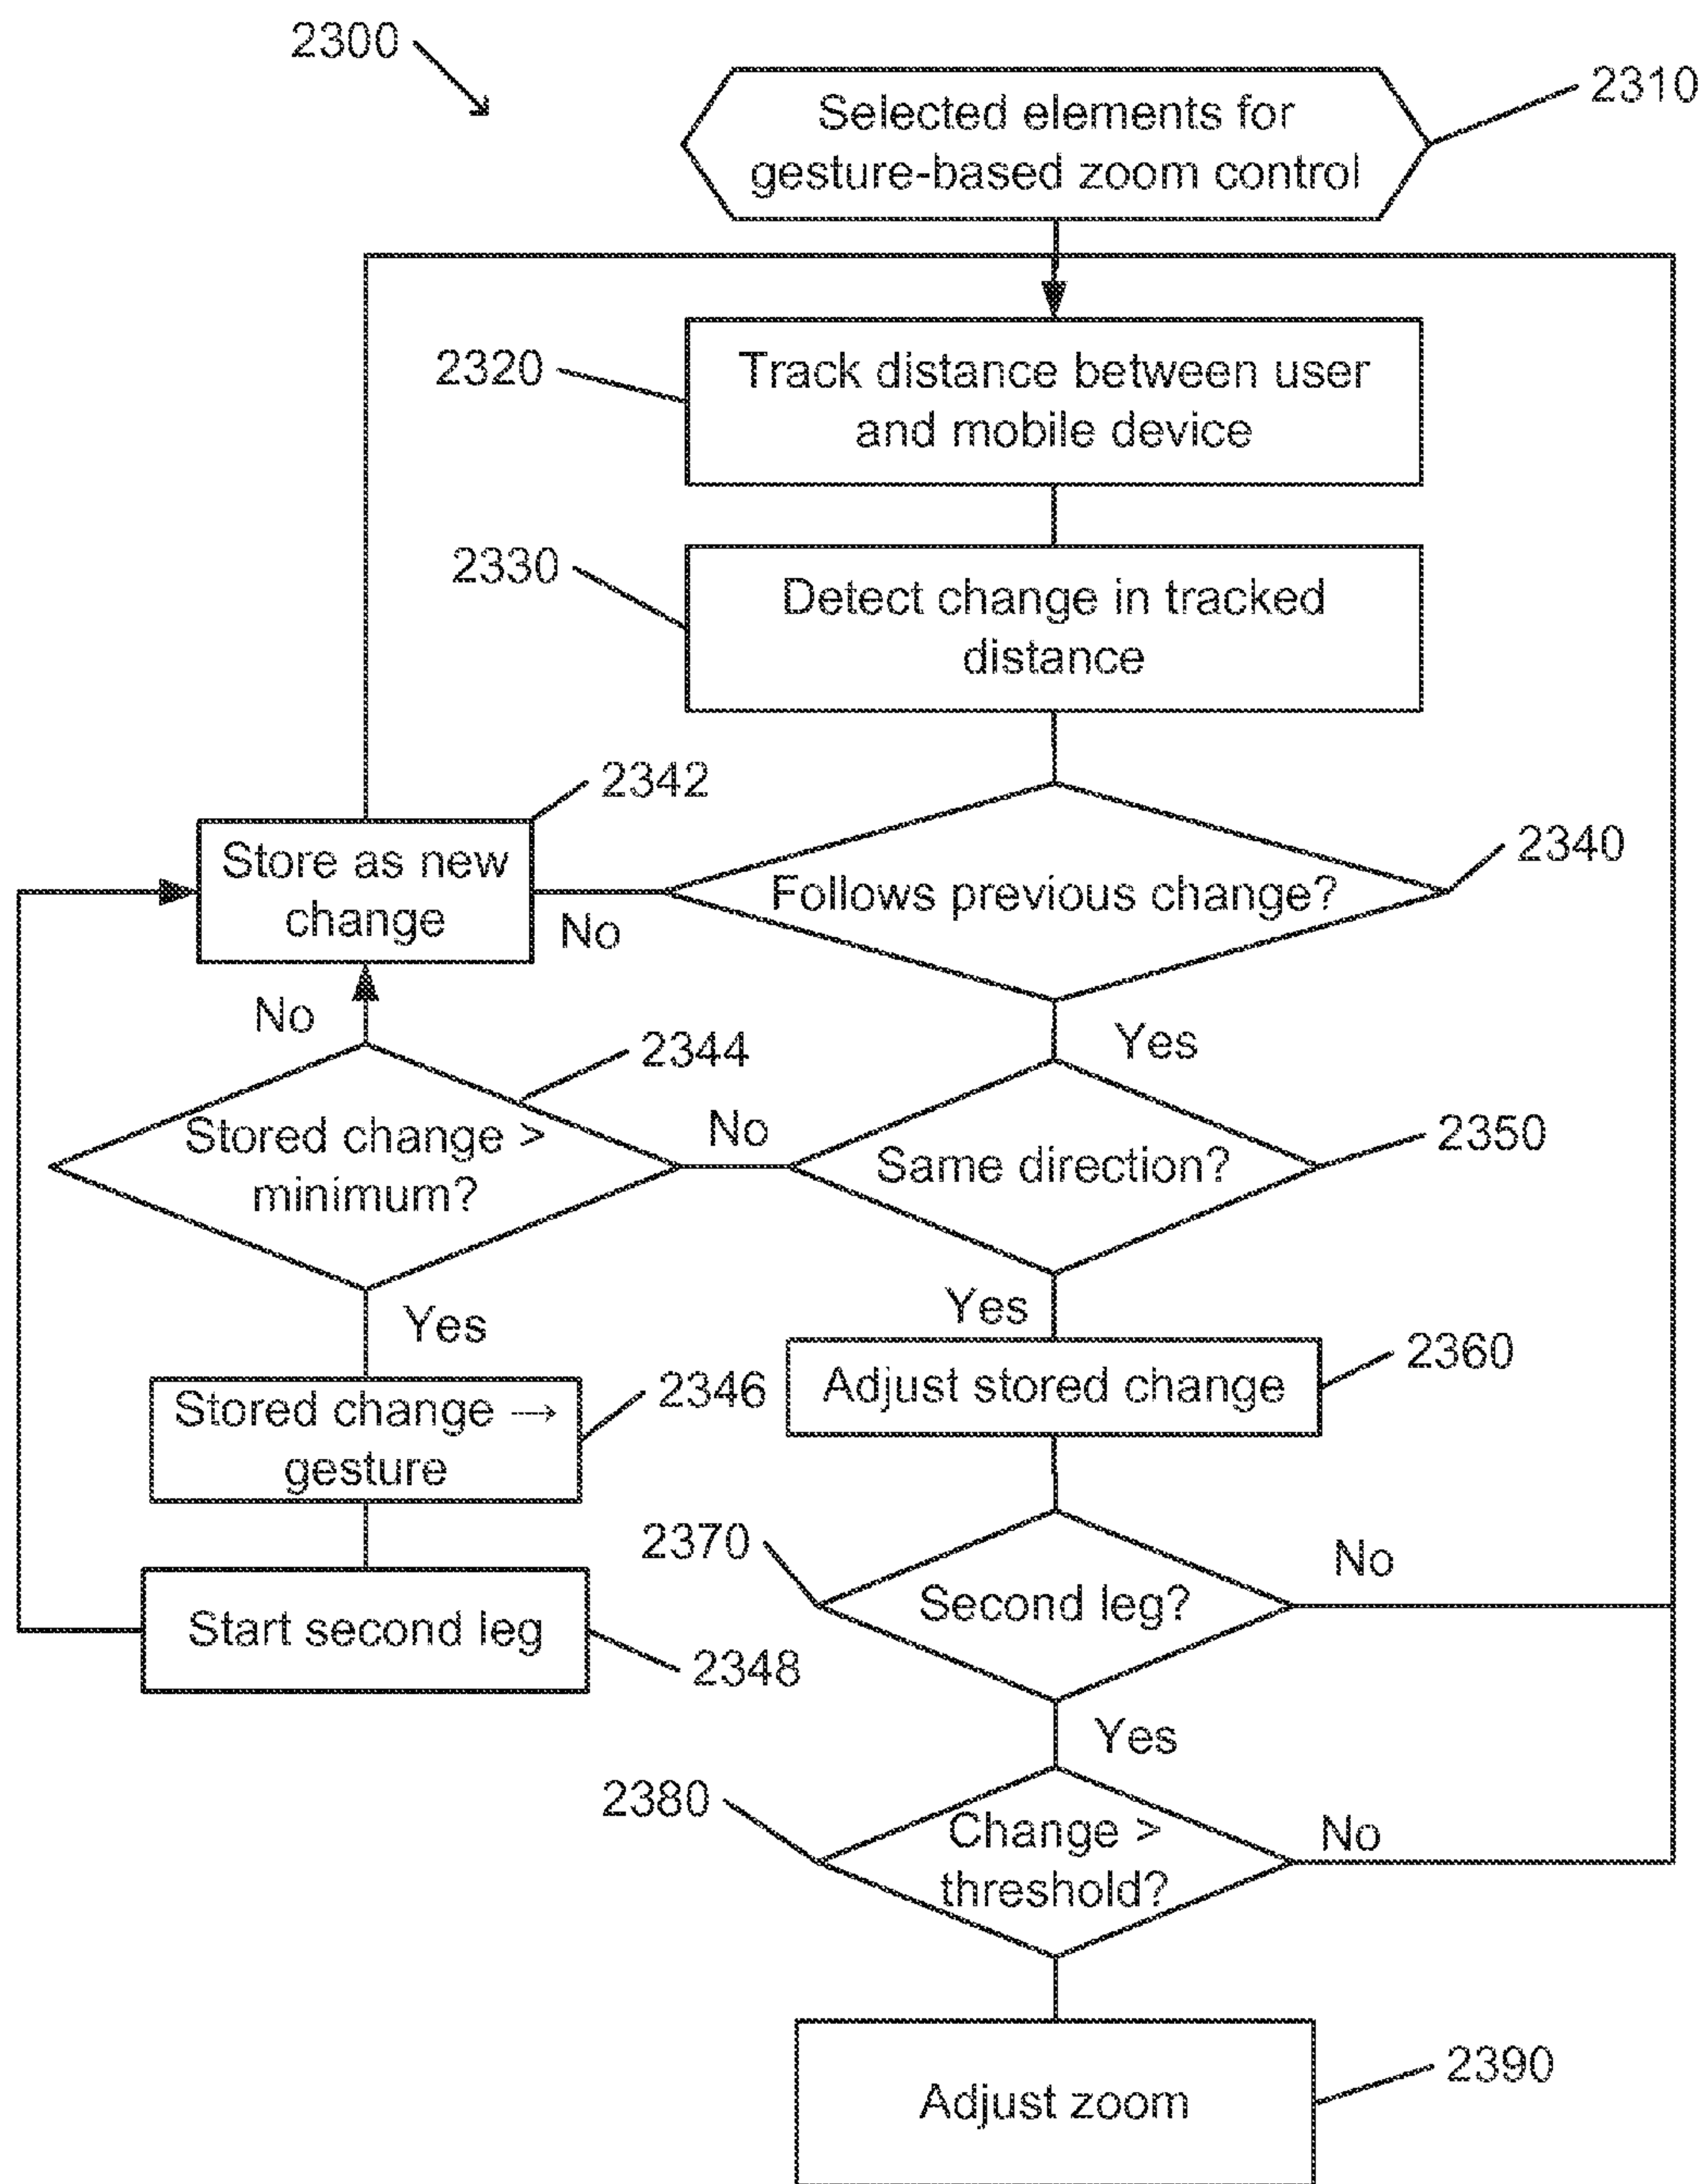 2300
2310
Selected elements for
gesture-based zoom control
2320
Track distance between user
and mobile device
2330
Detect change in tracked
distance
2342
Store as new
change
No
Follows previous change?
2340
No
Yes
2344
Stored change >
minimum?
No
Same direction?
2350
Yes
Yes
Stored change →
gesture
2346
Adjust stored change
2360
Start second leg
2348
2370
Second leg?
No
Yes
2380
Change >
threshold?
No
Adjust zoom
2390